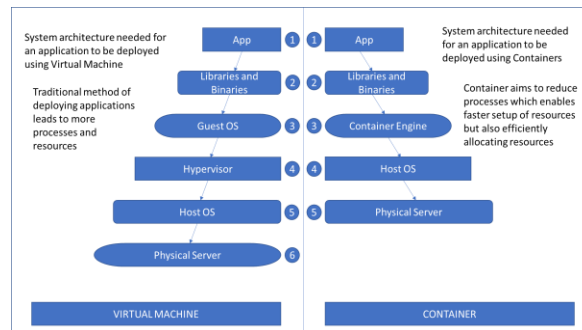 System architecture needed for
an application to be deployed
using Virtual Machine
Traditional method of
deploying applications
leads to more
processes and
resources
App 1
Libraries and
Binaries 2
Guest OS 3
Hypervisor 4
Host OS 5
Physical Server 6
VIRTUAL MACHINE
1 App
2 Libraries and
Binaries
3 Container Engine
4 Host OS
5 Physical Server
System architecture needed
for an application to be
deployed using Containers
Container aims to reduce
processes which enables
faster setup of resources
but also efficiently
allocating resources
CONTAINER